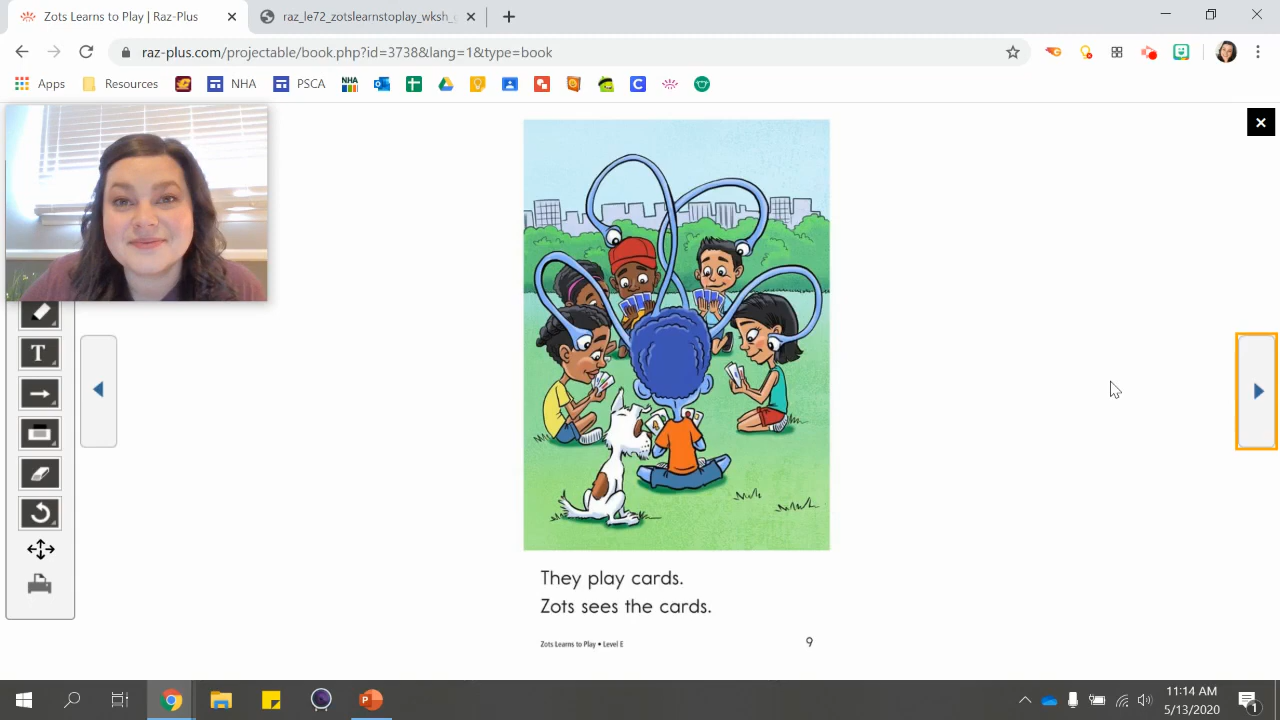 Zots Learns to Play | Raz-Plus
raz_le72_zotslearnstoplay_wksh_
raz-plus.com/projectable/book.php?id=3738&lang=1&type=book
Apps
Resources
NHA
PSCA
NHA
T
They play cards.
Zots sees the cards.
Zots Learns to Play • Level E
9
11:14 AM
5/13/2020
1